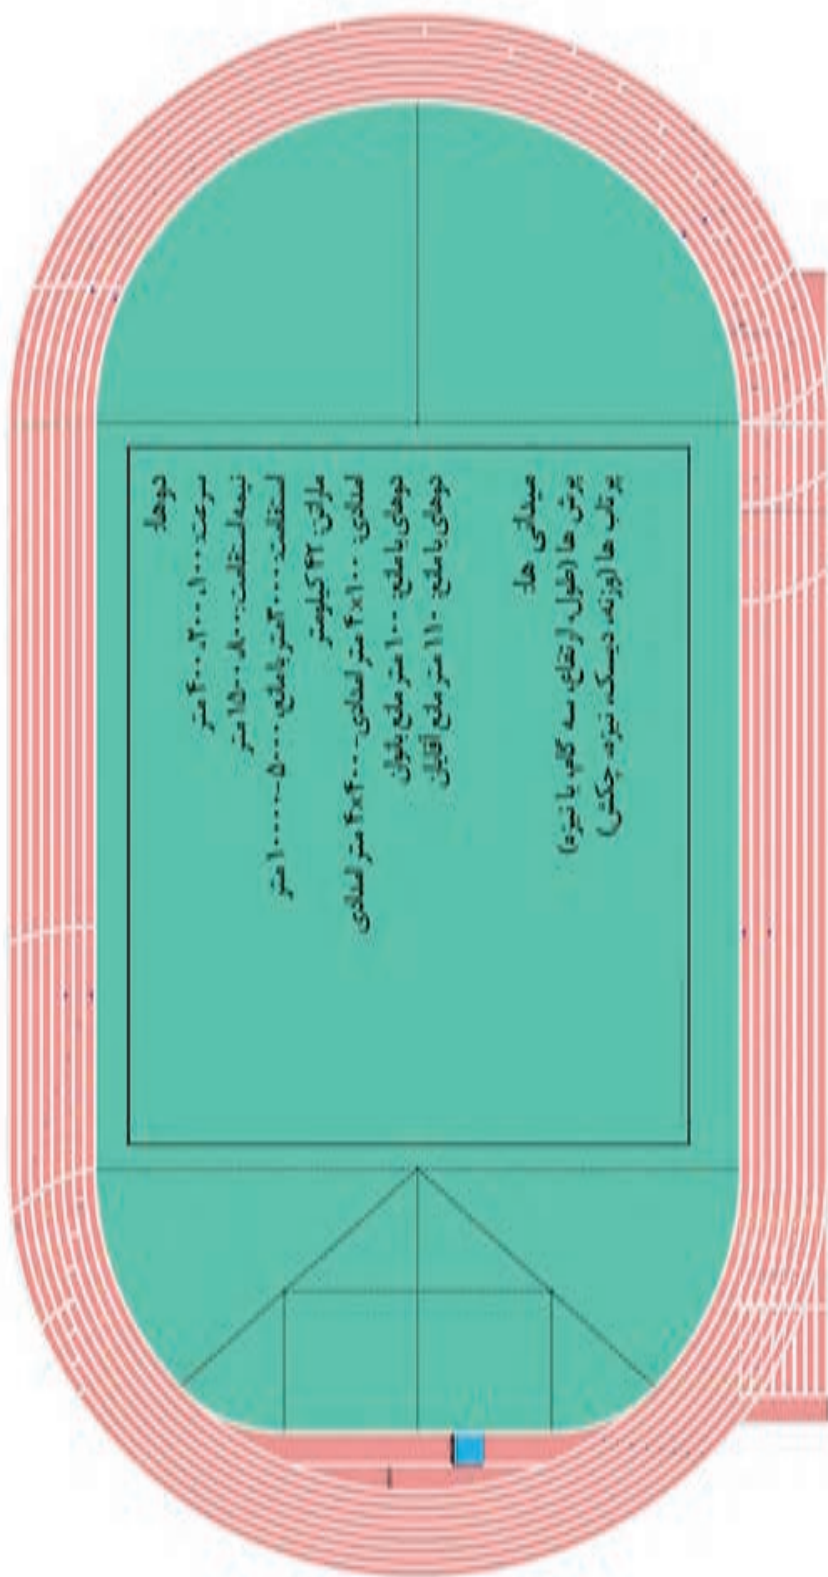 دوها:
سرعت: ۱۰۰، ۲۰۰، ۴۰۰ متر
نیمه استقامت: ۸۰۰، ۱۵۰۰ متر
استقامت: ۳۰۰۰ متر با مانع، ۵۰۰۰-۱۰۰۰۰ متر
ماراتن: ۴۲ کیلومتر
امدادی: ۴×۱۰۰ متر امدادی - ۴×۴۰۰ متر امدادی
دوهای با مانع: ۱۰۰ متر مانع بانوان
دوهای با مانع: ۱۱۰ متر مانع آقایان
میدانی ها:
پرش ها (طول، ارتفاع، سه گام، با نیزه)
پرتاب ها (وزنه، دیسک، نیزه، چکش)